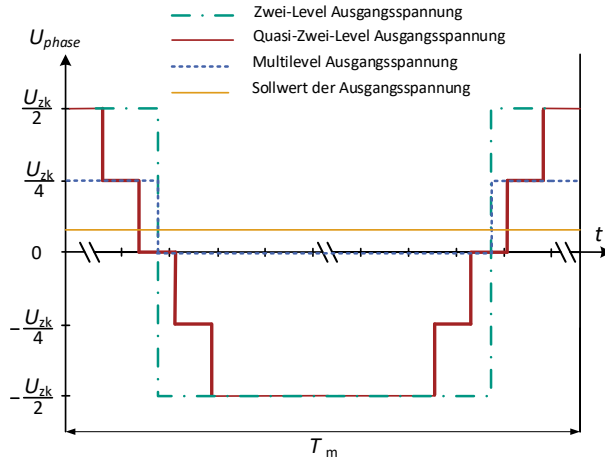 Zwei-Level Ausgangsspannung
Quasi-Zwei-Level Ausgangsspannung
Multilevel Ausgangsspannung
Sollwert der Ausgangsspannung
U_phase
U_zk/2
U_zk/4
0
t
-U_zk/4
-U_zk/2
T_m